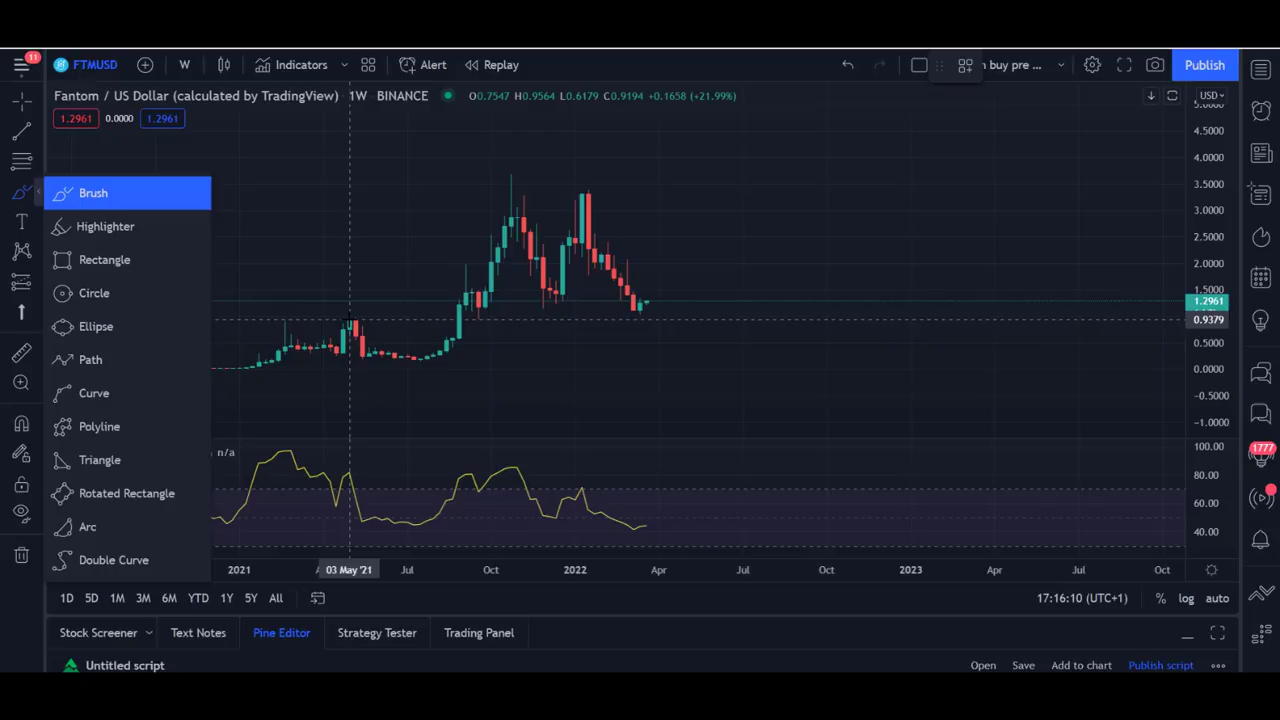 11
FTMUSD
W
Indicators
Alert
Replay
n buy pre ...
Publish
Fantom / US Dollar (calculated by TradingView) 1W BINANCE O0.7547 H0.9564 L0.6179 C0.9194 +0.1658 (+21.99%)
USD
1.2961 0.0000 1.2961
5.0000
4.5000
4.0000
3.5000
3.0000
2.5000
2.0000
1.5000
1.2961
0.9379
0.5000
0.0000
−0.5000
−1.0000
Brush
Highlighter
Rectangle
Circle
Ellipse
Path
Curve
Polyline
Triangle
Rotated Rectangle
Arc
Double Curve
n/a
100.00
80.00
60.00
40.00
1777
2021
03 May '21
Jul
Oct
2022
Apr
Jul
Oct
2023
Apr
Jul
Oct
1D 5D 1M 3M 6M YTD 1Y 5Y All
17:16:10 (UTC+1) % log auto
Stock Screener Text Notes Pine Editor Strategy Tester Trading Panel
Untitled script
Open Save Add to chart Publish script